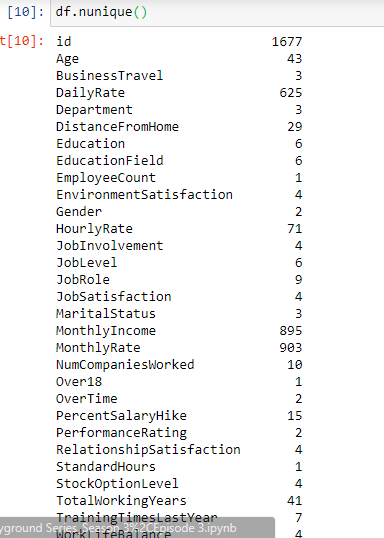 [10]: df.nunique()
t[10]: id 1677
Age 43
BusinessTravel 3
DailyRate 625
Department 3
DistanceFromHome 29
Education 6
EducationField 6
EmployeeCount 1
EnvironmentSatisfaction 4
Gender 2
HourlyRate 71
JobInvolvement 4
JobLevel 6
JobRole 9
JobSatisfaction 4
MaritalStatus 3
MonthlyIncome 895
MonthlyRate 903
NumCompaniesWorked 10
Over18 1
OverTime 2
PercentSalaryHike 15
PerformanceRating 2
RelationshipSatisfaction 4
StandardHours 1
StockOptionLevel 4
TotalWorkingYears 41
TrainingTimesLastYear 7
yground Series, Season 3%2CEpisode 3.ipynb
WorkLifeBalance 4